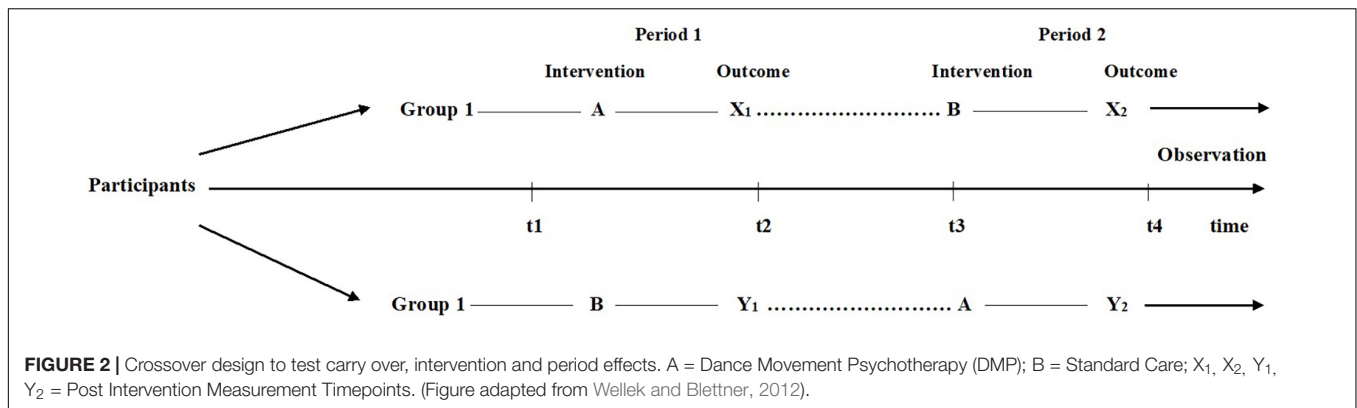 Period 1 Period 2
Intervention Outcome Intervention Outcome
Group 1 A X₁ B X₂
Observation
Participants
t1 t2 t3 t4 time
Group 1 B Y₁ A Y₂
FIGURE 2 | Crossover design to test carry over, intervention and period effects. A = Dance Movement Psychotherapy (DMP); B = Standard Care; X₁, X₂, Y₁,
Y₂ = Post Intervention Measurement Timepoints. (Figure adapted from Wellek and Blettner, 2012).